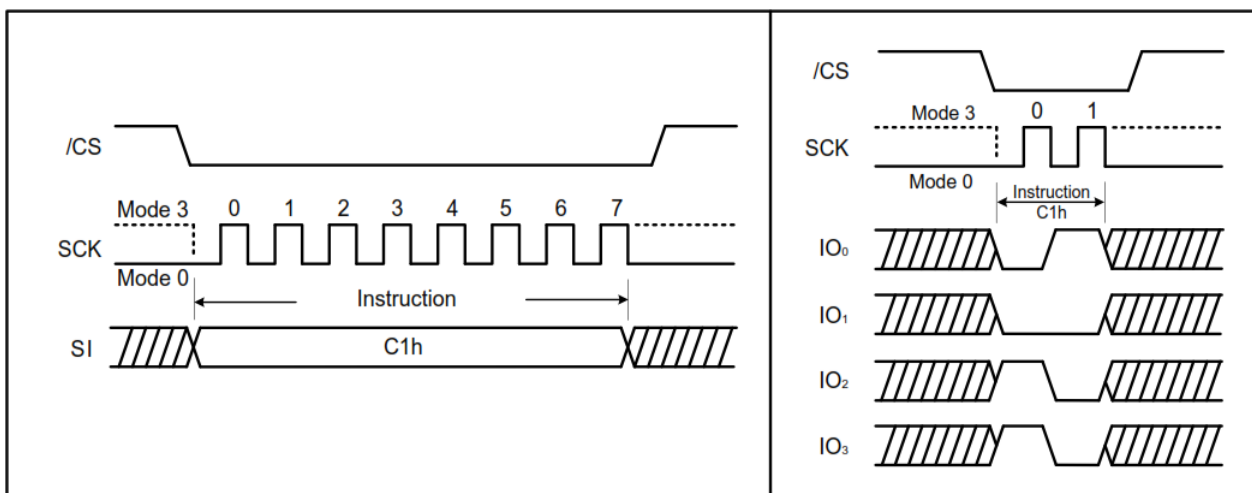 /CS
Mode 3 0 1 2 3 4 5 6 7
SCK
Mode 0
Instruction
SI C1h
/CS
Mode 3 0 1
SCK
Mode 0
Instruction
C1h
IO₀
IO₁
IO₂
IO₃